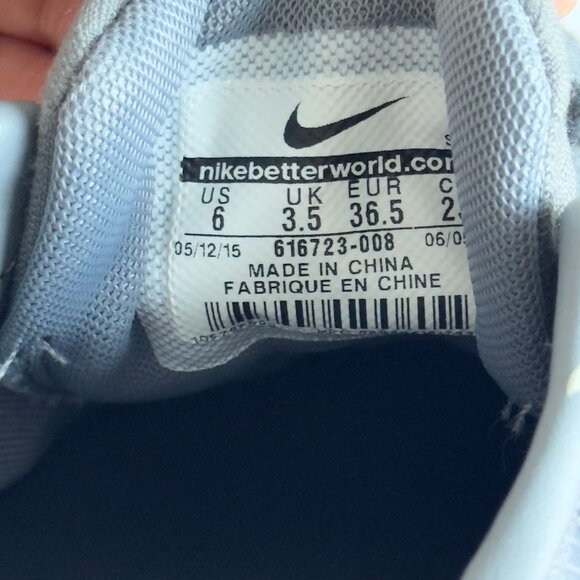 nikebetterworld.com
US UK EUR
6 3.5 36.5
05/12/15 616723-008
MADE IN CHINA
FABRIQUE EN CHINE